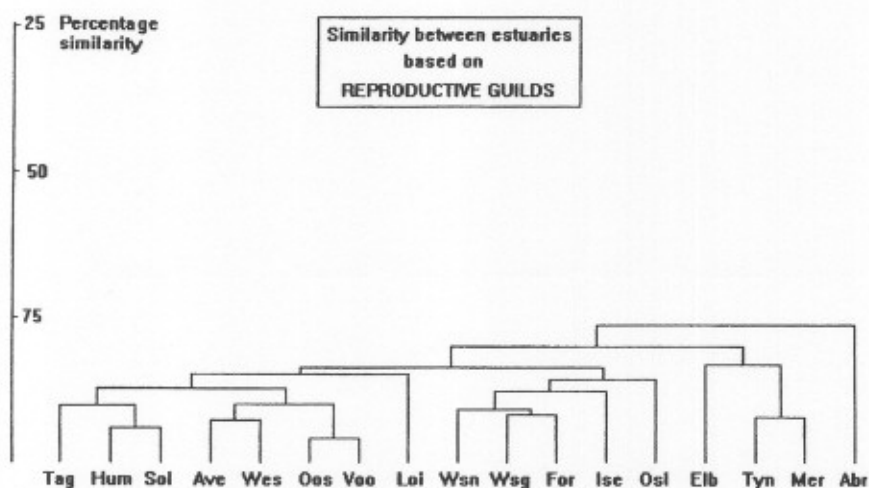 25
Percentage
similarity
Similarity between estuaries
based on
REPRODUCTIVE GUILDS
50
75
Tag Hum Sol Ave Wes Oos Voo Loi Wsn Wsg For Ise Osl Elb Tyn Mer Abr